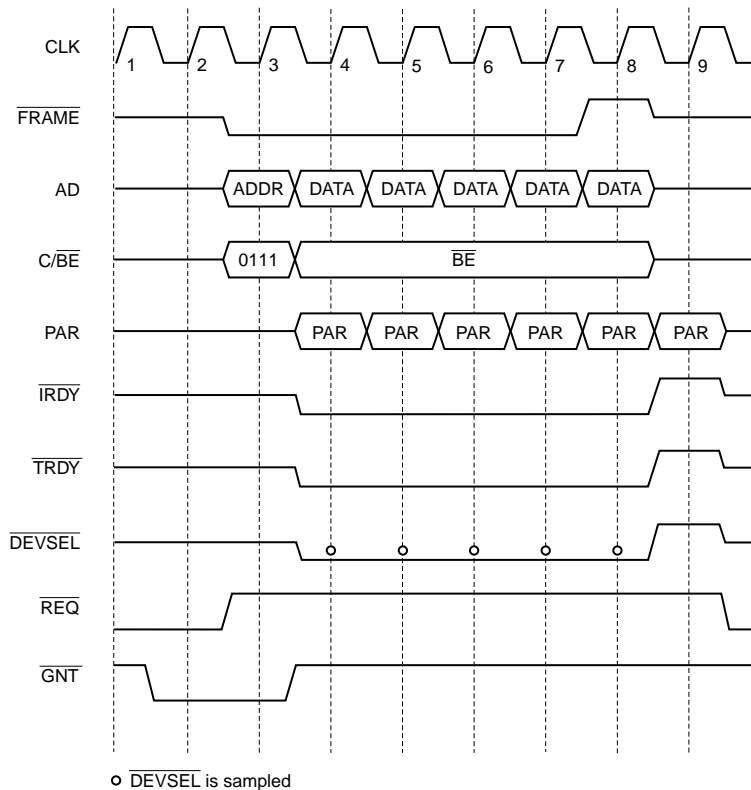 CLK
1 2 3 4 5 6 7 8 9
FRAME
AD ADDR DATA DATA DATA DATA DATA
C/BE 0111 BE
PAR PAR PAR PAR PAR PAR PAR
IRDY
TRDY
DEVSEL
REQ
GNT
DEVSEL is sampled